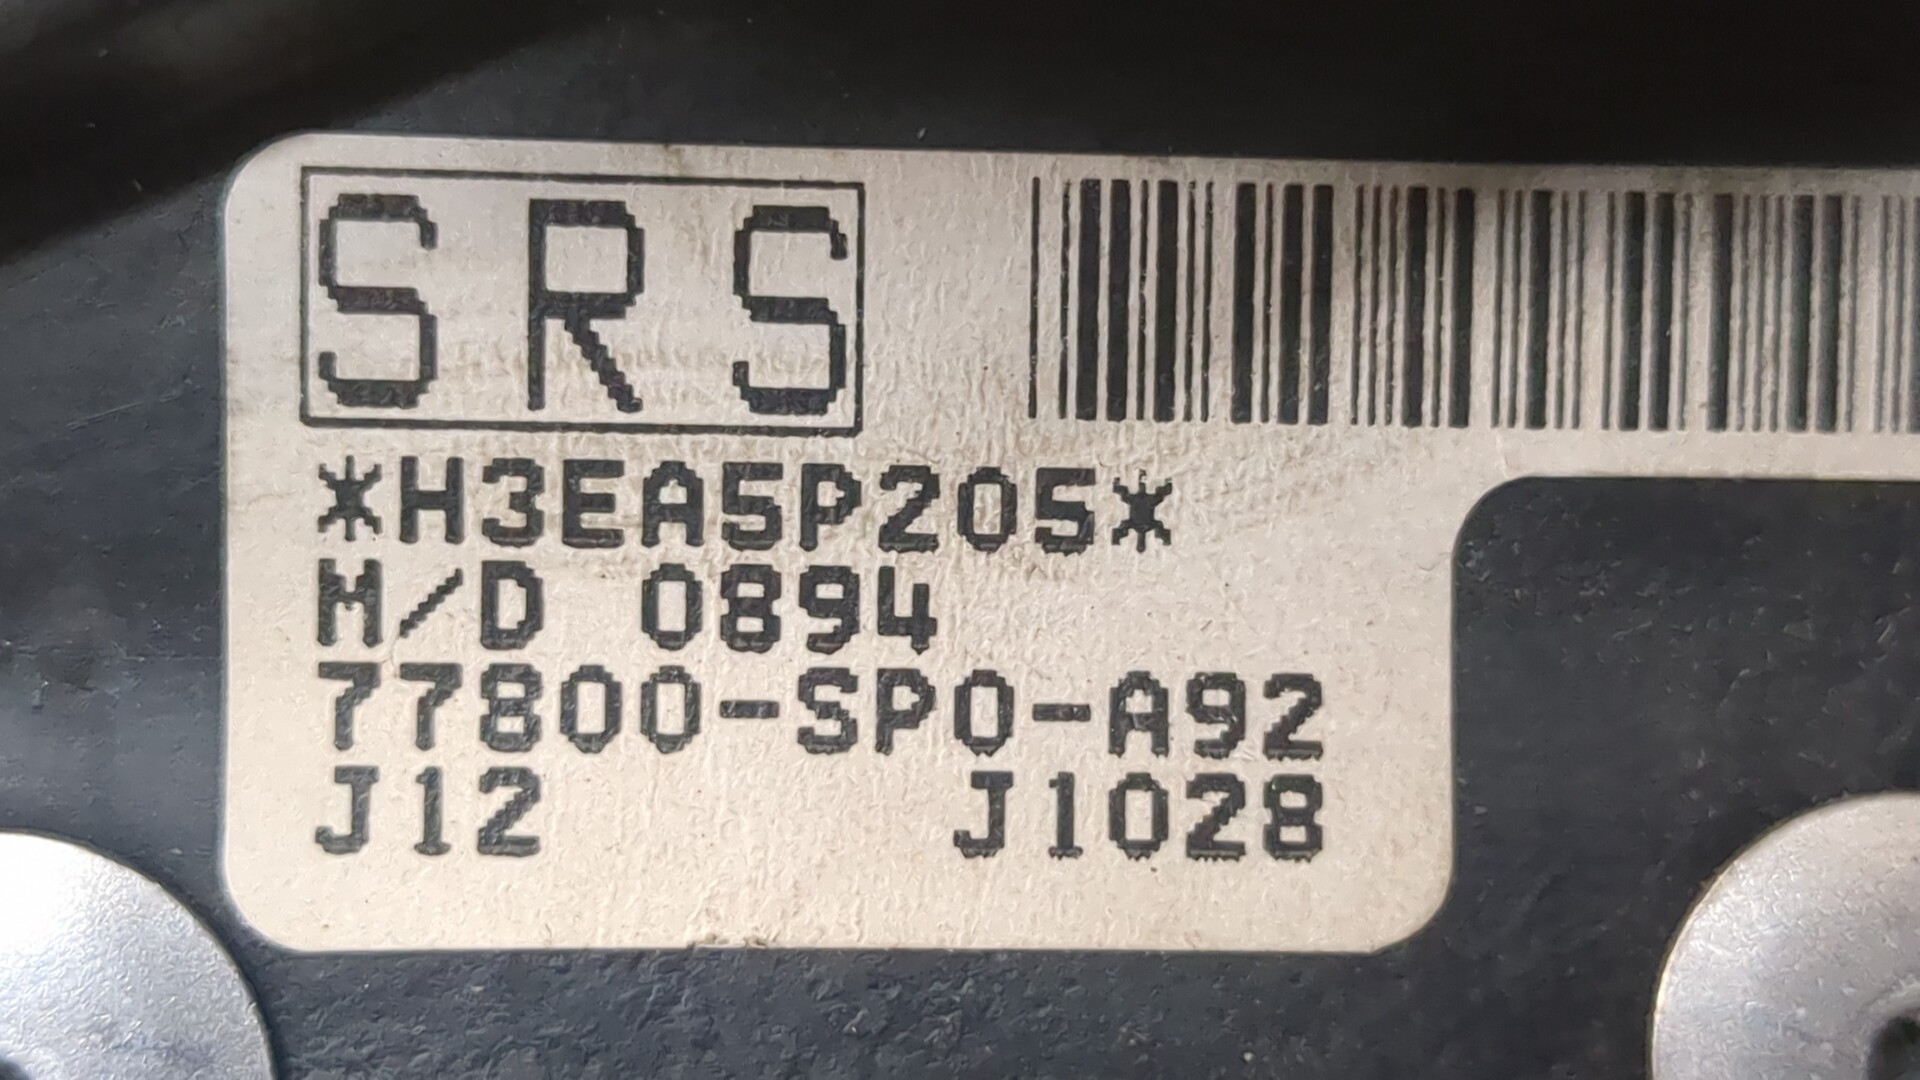 SRS
*H3EA5P205*
M/D 0894
77800-SP0-A92
J12 J1028